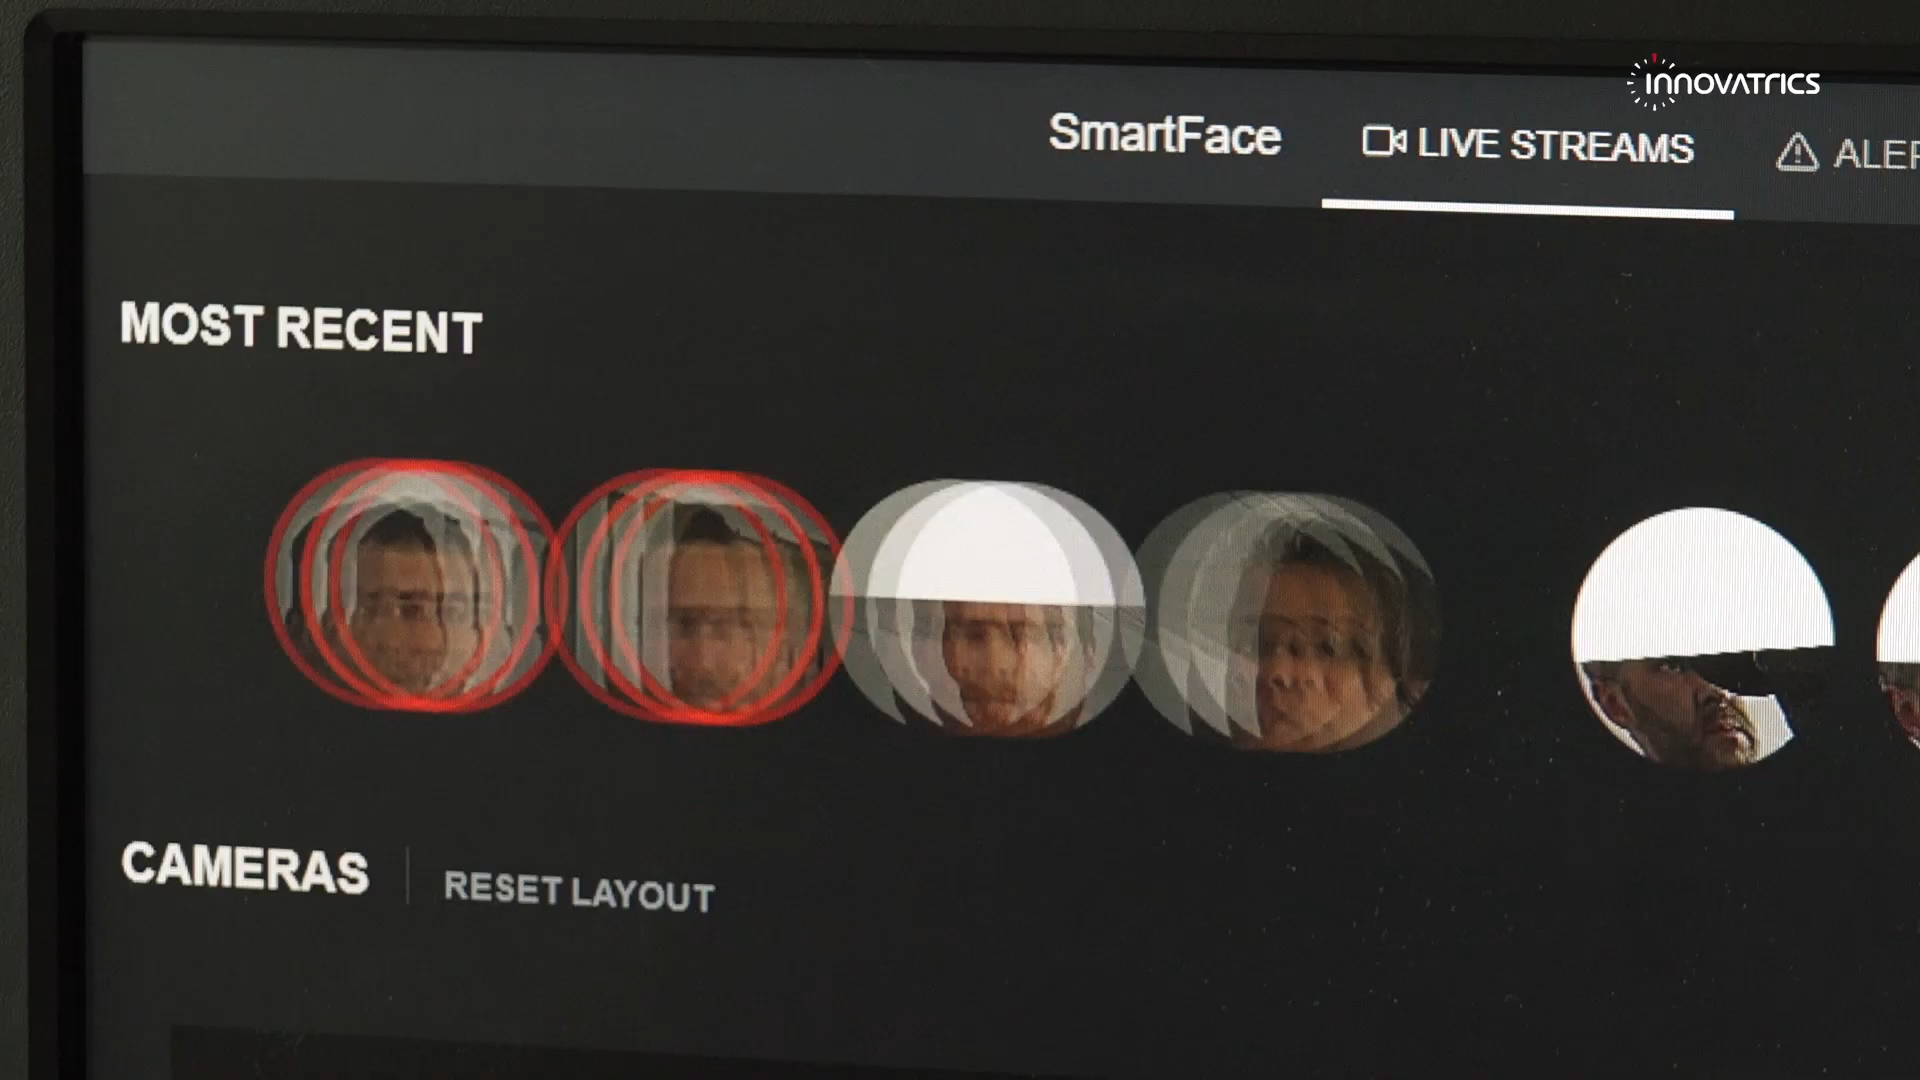 INNOVATRICS
SmartFace
LIVE STREAMS
MOST RECENT
CAMERAS
RESET LAYOUT